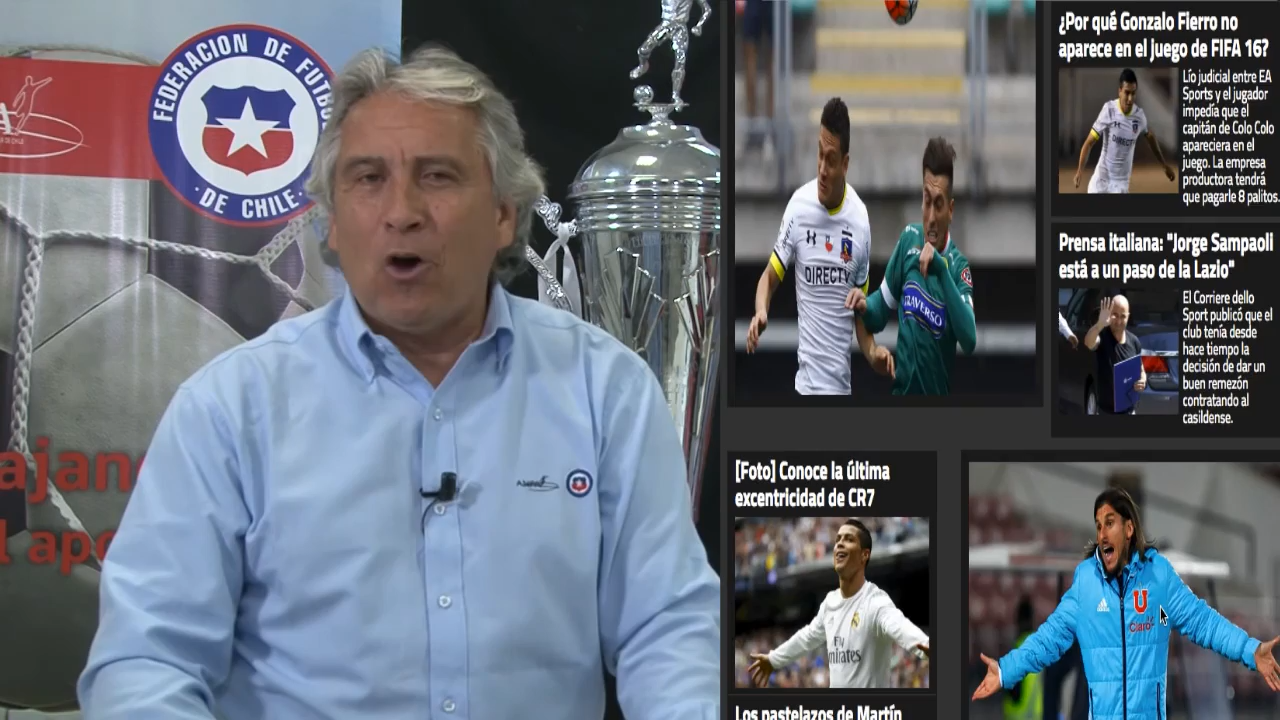 FEDERACION DE FUTBO
· DE CHILE ·
ajan
l apo
DIRECTV
TRAVERSO
¿Por qué Gonzalo Fierro no
aparece en el juego de FIFA 16?
Lío judicial entre EA
Sports y el jugador
impedía que el
capitán de Colo Colo
apareciera en el
juego. La empresa
productora tendrá
que pagarle 8 palitos.
Prensa italiana: "Jorge Sampaoli
está a un paso de la Lazio"
El Corriere dello
Sport publicó que el
club tenía desde
hace tiempo la
decisión de dar un
buen remezón
contratando al
casildense.
[Foto] Conoce la última
excentricidad de CR7
Fly
Emirates
U
Claro
Los pastelazos de Martín